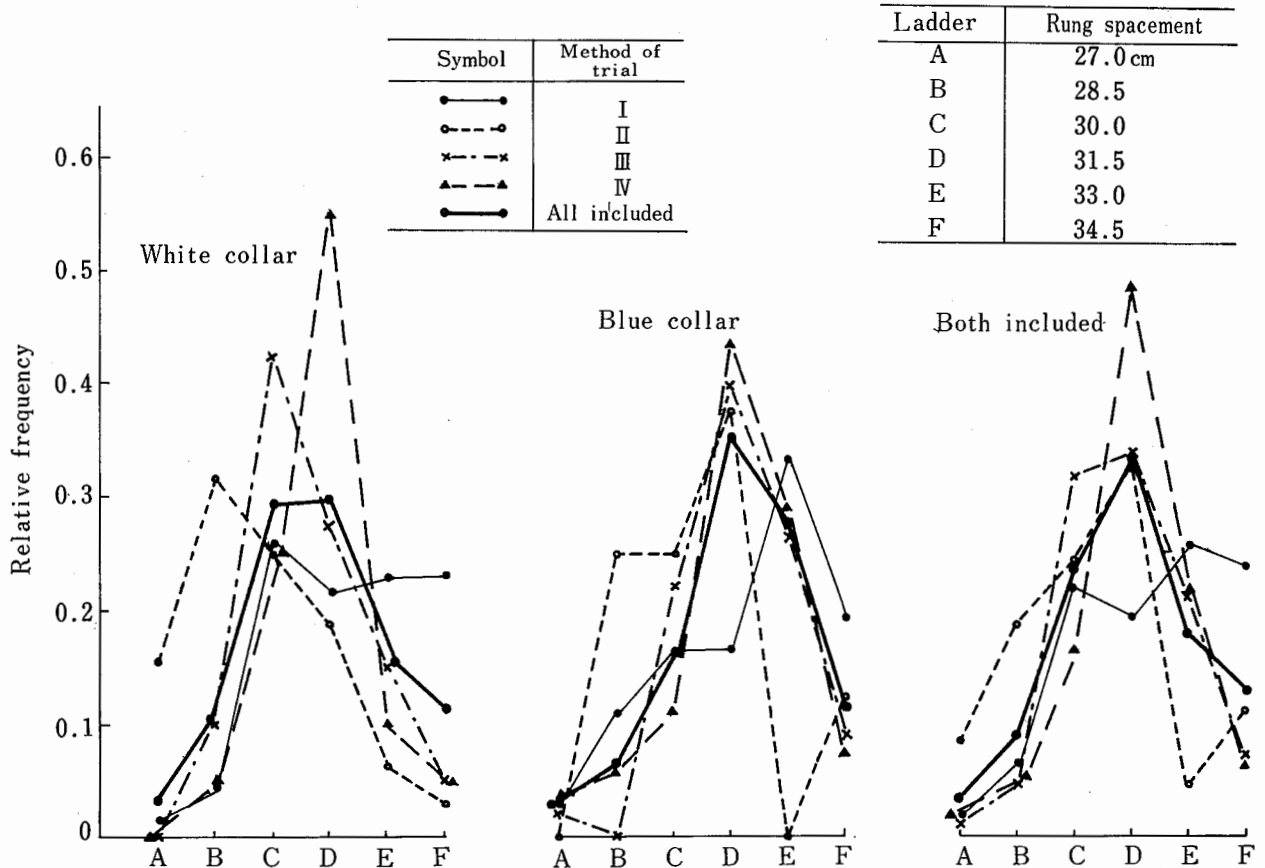 Symbol Method of trial
I
II
III
IV
All included
Ladder Rung spacement
A 27.0 cm
B 28.5
C 30.0
D 31.5
E 33.0
F 34.5
Relative frequency
0.6
0.5
0.4
0.3
0.2
0.1
0
White collar
Blue collar
Both included
A B C D E F
A B C D E F
A B C D E F